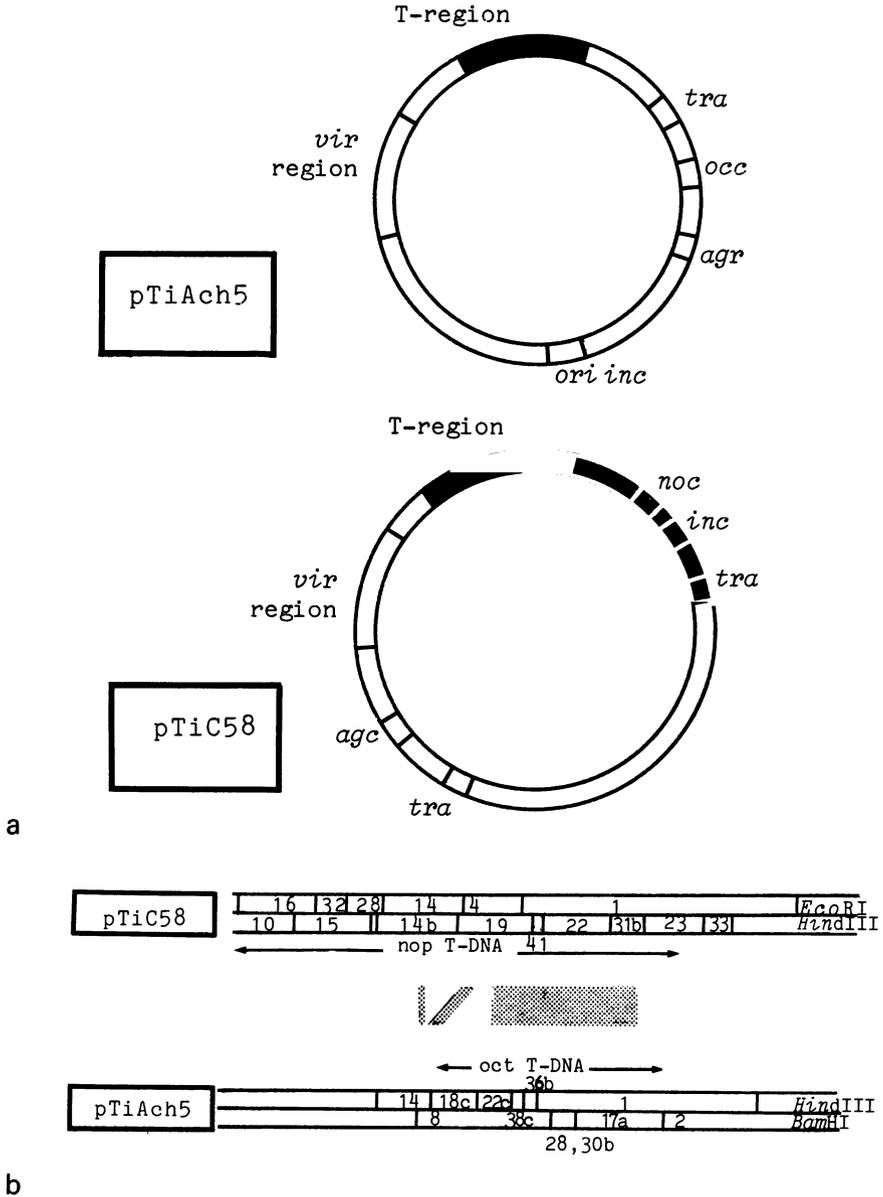 T-region
tra
vir
region
occ
agr
pTiAch5
ori inc
T-region
noc
inc
tra
vir
region
pTiC58
agc
tra
a
pTiC58
16 32 28 14 4 1 EcoRI
10 15 14b 19 22 31b 23 33 HindIII
nop T-DNA 41
oct T-DNA
36b
pTiAch5
14 18c 22c 1 HindIII
8 38c 17a 2 BamHI
28,30b
b